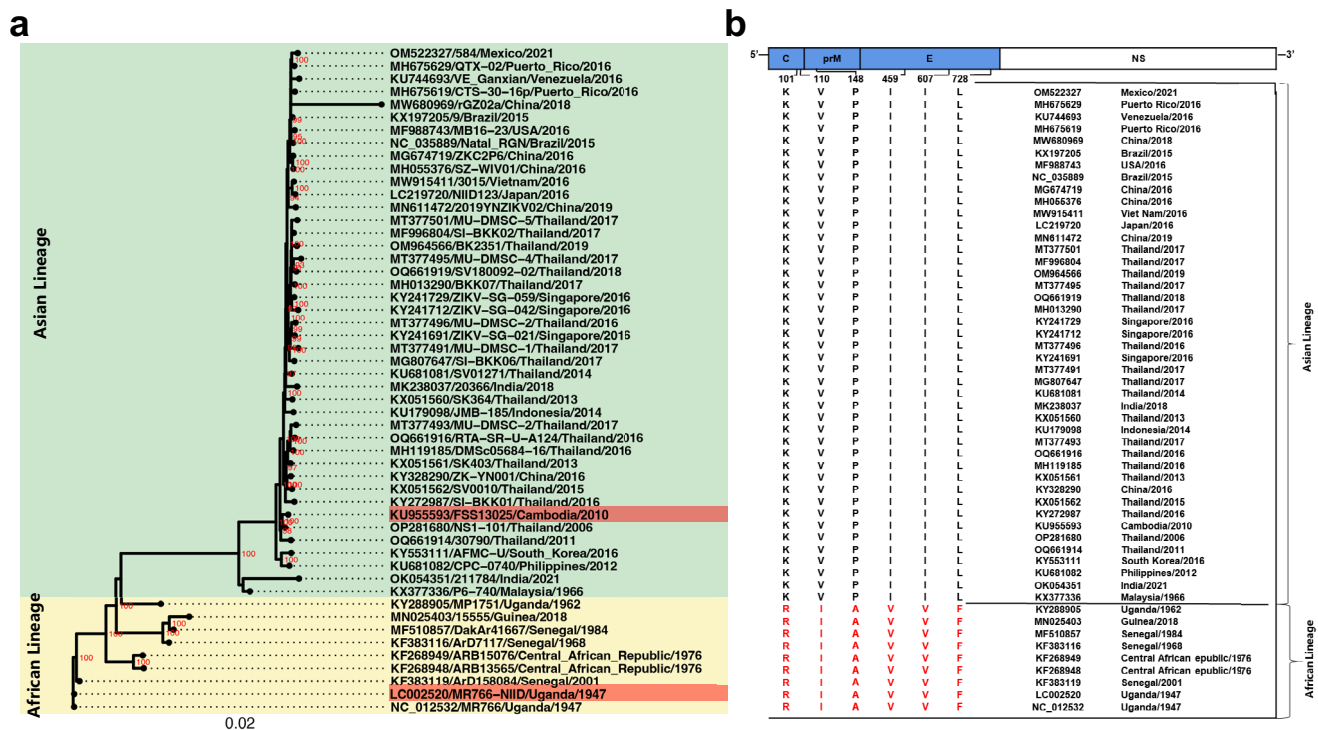 a
OM522327/584/Mexico/2021
MH675629/QTX−02/Puerto_Rico/2016
KU744693/VE_Ganxian/Venezuela/2016
MH675619/CTS−30−16p/Puerto_Rico/2016
MW680969/rGZ02a/China/2018
KX197205/9/Brazil/2015
MF988743/MB16−23/USA/2016
NC_035889/Natal_RGN/Brazil/2015
MG674719/ZKC2P6/China/2016
MH055376/SZ−WIV01/China/2016
MW915411/3015/Vietnam/2016
LC219720/NIID123/Japan/2016
MN611472/2019YNZIKV02/China/2019
MT377501/MU−DMSC−5/Thailand/2017
MF996804/SI−BKK02/Thailand/2017
OM964566/BK2351/Thailand/2019
MT377495/MU−DMSC−4/Thailand/2017
OQ661919/SV180092−02/Thailand/2018
MH013290/BKK07/Thailand/2017
KY241729/ZIKV−SG−059/Singapore/2016
KY241712/ZIKV−SG−042/Singapore/2016
MT377496/MU−DMSC−2/Thailand/2016
KY241691/ZIKV−SG−021/Singapore/2016
MT377491/MU−DMSC−1/Thailand/2017
MG807647/SI−BKK06/Thailand/2017
KU681081/SV01271/Thailand/2014
MK238037/20366/India/2018
KX051560/SK364/Thailand/2013
KU179098/JMB−185/Indonesia/2014
MT377493/MU−DMSC−2/Thailand/2017
OQ661916/RTA−SR−U−A124/Thailand/2016
MH119185/DMSc05684−16/Thailand/2016
KX051561/SK403/Thailand/2013
KY328290/ZK−YN001/China/2016
KX051562/SV0010/Thailand/2015
KY272987/SI−BKK01/Thailand/2016
KU955593/FSS13025/Cambodia/2010
OP281680/NS1−101/Thailand/2006
OQ661914/30790/Thailand/2011
KY553111/AFMC−U/South_Korea/2016
KU681082/CPC−0740/Philippines/2012
OK054351/211784/India/2021
KX377336/P6−740/Malaysia/1966
KY288905/MP1751/Uganda/1962
MN025403/15555/Guinea/2018
MF510857/DakAr41667/Senegal/1984
KF383116/ArD7117/Senegal/1968
KF268949/ARB15076/Central_African_Republic/1976
KF268948/ARB13565/Central_African_Republic/1976
KF383119/ArD158084/Senegal/2001
LC002520/MR766−NIID/Uganda/1947
NC_012532/MR766/Uganda/1947
Asian Lineage
African Lineage
100
100
100
100
100
0.02
b
5' C prM E NS 3'
101 110 148 459 607 728
K V P I I L OM522327 Mexico/2021
K V P I I L MH675629 Puerto Rico/2016
K V P I I L KU744693 Venezuela/2016
K V P I I L MH675619 Puerto Rico/2016
K V P I I L MW680969 China/2018
K V P I I L KX197205 Brazil/2015
K V P I I L MF988743 USA/2016
K V P I I L NC_035889 Brazil/2015
K V P I I L MG674719 China/2016
K V P I I L MH055376 China/2016
K V P I I L MW915411 Viet Nam/2016
K V P I I L LC219720 Japan/2016
K V P I I L MN611472 China/2019
K V P I I L MT377501 Thailand/2017
K V P I I L MF996804 Thailand/2017
K V P I I L OM964566 Thailand/2019
K V P I I L MT377495 Thailand/2017
K V P I I L OQ661919 Thailand/2018
K V P I I L MH013290 Thailand/2017
K V P I I L KY241729 Singapore/2016
K V P I I L KY241712 Singapore/2016
K V P I I L MT377496 Thailand/2016
K V P I I L KY241691 Singapore/2016
K V P I I L MT377491 Thailand/2017
K V P I I L MG807647 Thailand/2017
K V P I I L KU681081 Thailand/2014
K V P I I L MK238037 India/2018
K V P I I L KX051560 Thailand/2013
K V P I I L KU179098 Indonesia/2014
K V P I I L MT377493 Thailand/2017
K V P I I L OQ661916 Thailand/2016
K V P I I L MH119185 Thailand/2016
K V P I I L KX051561 Thailand/2013
K V P I I L KY328290 China/2016
K V P I I L KX051562 Thailand/2015
K V P I I L KY272987 Thailand/2016
K V P I I L KU955593 Cambodia/2010
K V P I I L OP281680 Thailand/2006
K V P I I L OQ661914 Thailand/2011
K V P I I L KY553111 South Korea/2016
K V P I I L KU681082 Philippines/2012
K V P I I L OK054351 India/2021
K V P I I L KX377336 Malaysia/1966
R I A V V F KY288905 Uganda/1962
R I A V V F MN025403 Guinea/2018
R I A V V F MF510857 Senegal/1984
R I A V V F KF383116 Senegal/1968
R I A V V F KF268949 Central African epublic/1976
R I A V V F KF268948 Central African epublic/1976
R I A V V F KF383119 Senegal/2001
R I A V V F LC002520 Uganda/1947
R I A V V F NC_012532 Uganda/1947
Asian Lineage
African Lineage